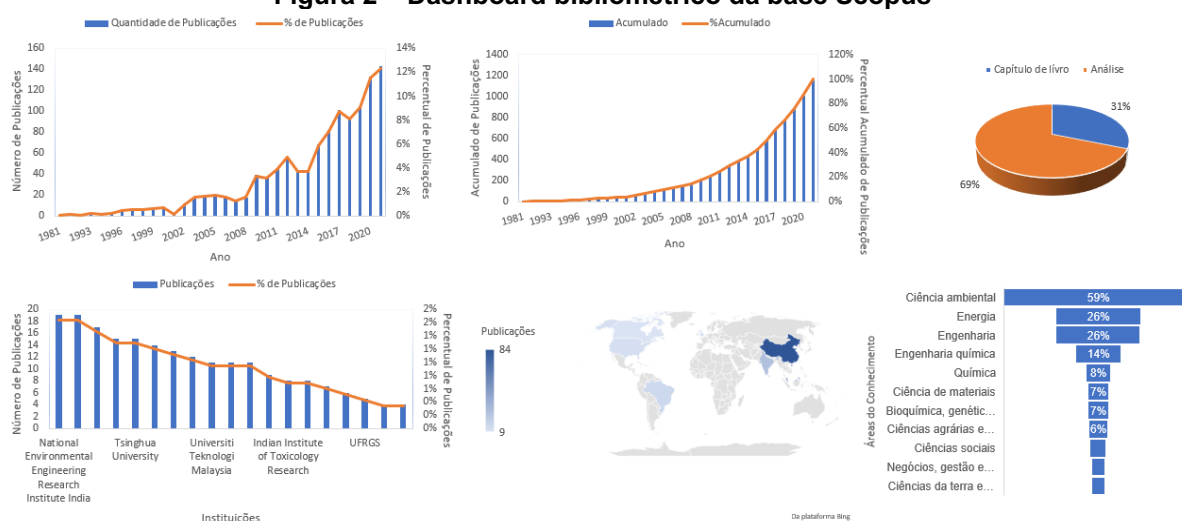 Figura 2 – Dashboard bibliométrico da base Scopus
Quantidade de Publicações % de Publicações
160
140
120
100
80
60
40
20
0
Número de Publicações
14%
12%
10%
8%
6%
4%
2%
0%
Percentual de Publicações
1981 1993 1996 1999 2002 2005 2008 2011 2014 2017 2020
Ano
Acumulado %Acumulado
1400
1200
1000
800
600
400
200
0
Acumulado de Publicações
120%
100%
80%
60%
40%
20%
0%
Percentual Acumulado de Publicações
1981 1993 1996 1999 2002 2005 2008 2011 2014 2017 2020
Ano
Capítulo de livro Análise
31%
69%
Publicações % de Publicações
20
18
16
14
12
10
8
6
4
2
0
Número de Publicações
2%
2%
1%
1%
1%
1%
1%
0%
0%
Percentual de Publicações
National Environmental Engineering Research Institute India
Tsinghua University
Universiti Teknologi Malaysia
Indian Institute of Toxicology Research
UFRGS
Instituições
Publicações
84
9
Da plataforma Bing
Áreas do Conhecimento
Ciência ambiental 59%
Energia 26%
Engenharia 26%
Engenharia química 14%
Química 8%
Ciência de materiais 7%
Bioquímica, genétic... 7%
Ciências agrárias e... 6%
Ciências sociais
Negócios, gestão e...
Ciências da terra e...